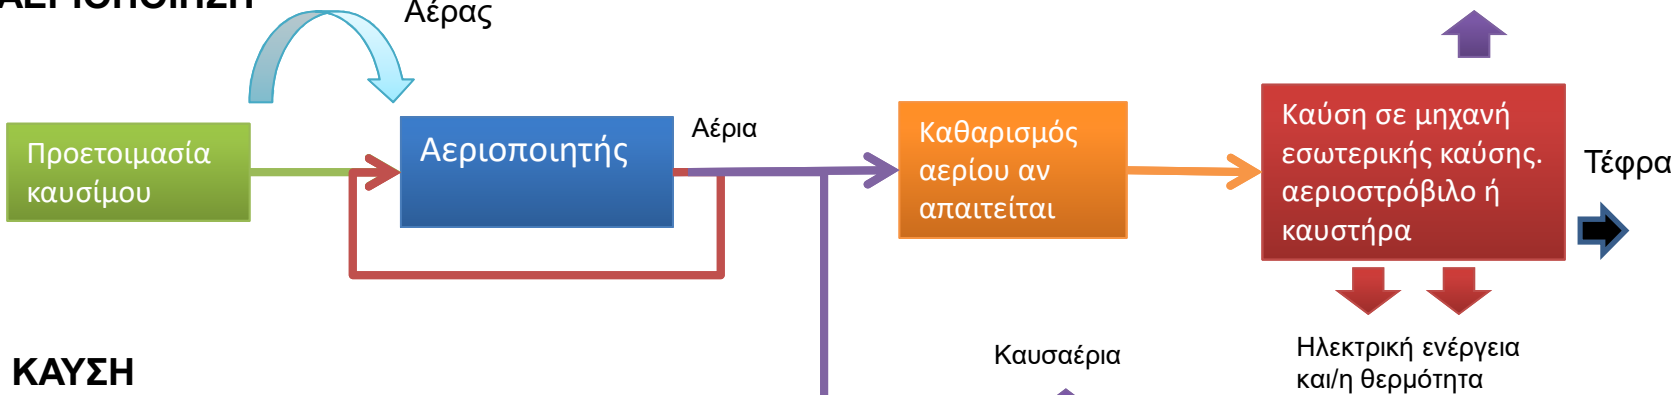 ΑΕΡΙΟΠΟΙΗΣΗ
Αέρας
Προετοιμασία
καυσίμου
Αεριοποιητής
Αέρια
Καθαρισμός
αερίου αν
απαιτείται
Καύση σε μηχανή
εσωτερικής καύσης.
αεριοστρόβιλο ή
καυστήρα
Τέφρα
Ηλεκτρική ενέργεια
και/η θερμότητα
Καυσαέρια
ΚΑΥΣΗ